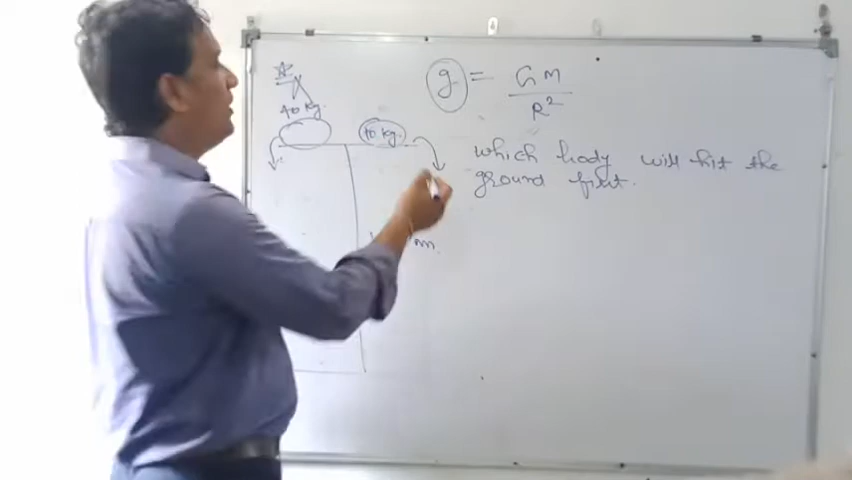 g = GM
R²
40 kg.
10 kg.
which body will hit the
ground first.
m.